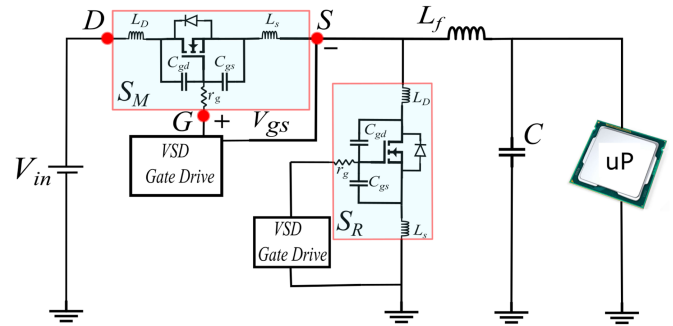 D
L_D
L_s
S
L_f
−
C_gd
C_gs
S_M
r_g
L_D
G
+
V_gs
C_gd
VSD
Gate Drive
C
uP
V_in
r_g
C_gs
VSD
Gate Drive
S_R
L_s